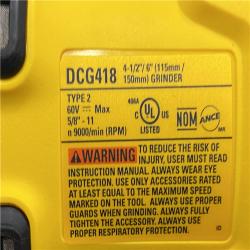 DCG418
4-1/2"/ 6" (115mm /
150mm) GRINDER
TYPE 2
60V ⎓ Max
5/8" - 11
n 9000/min (RPM)
C UL US
LISTED
NOM
ANCE
WARNING TO REDUCE THE RISK OF
INJURY, USER MUST READ
INSTRUCTION MANUAL. ALWAYS WEAR EYE
PROTECTION. USE ACCESSORIES RATED
AT LEAST EQUAL TO THE MAXIMUM SPEED
MARKED ON THE TOOL. ALWAYS USE PROPER
GUARDS WHEN GRINDING. ALWAYS FULLY
TIGHTEN THE ACCESSORY. ALWAYS USE
PROPER RESPIRATORY PROTECTION.